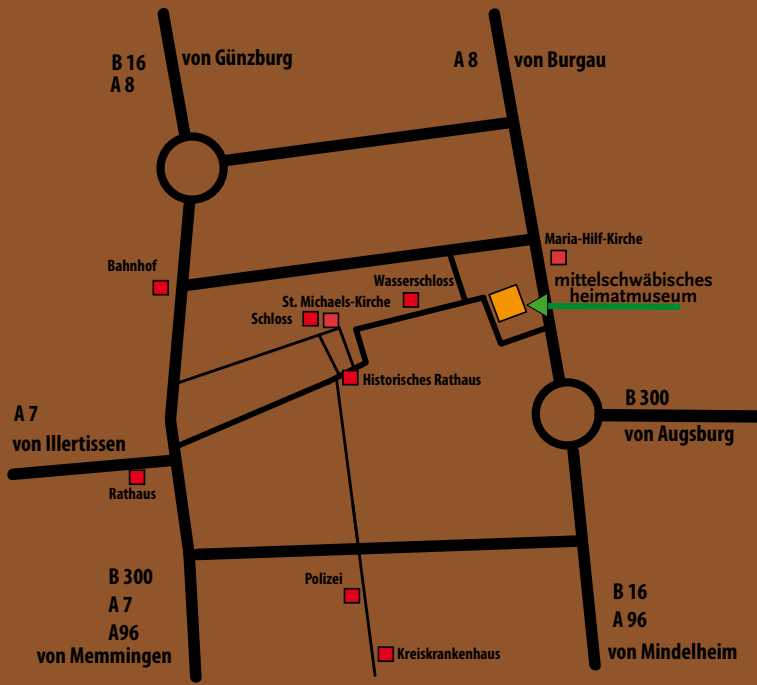 B 16
A 8
von Günzburg
A 8
von Burgau
Maria-Hilf-Kirche
Bahnhof
Wasserschloss
mittelschwäbisches
heimatmuseum
St. Michaels-Kirche
Schloss
Historisches Rathaus
A 7
von Illertissen
B 300
von Augsburg
Rathaus
B 300
A 7
A96
von Memmingen
Polizei
Kreiskrankenhaus
B 16
A 96
von Mindelheim